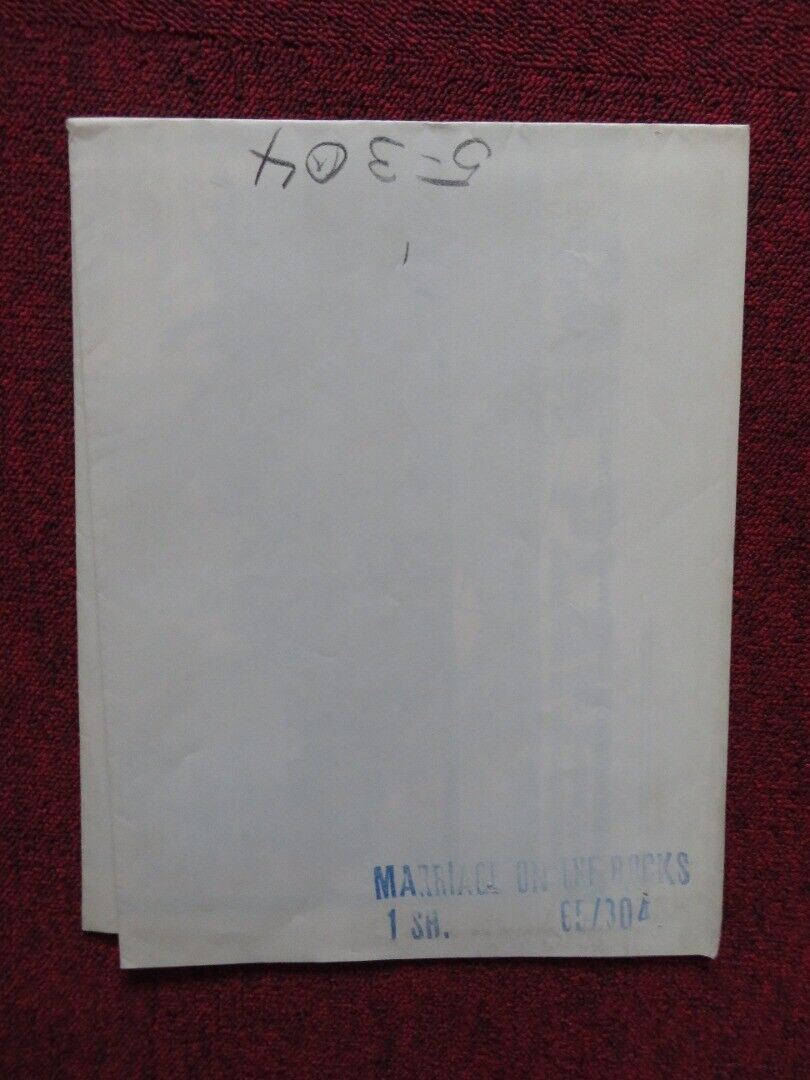 5-304
MARRIAGE ON THE ROCKS
1 SH. 65/304